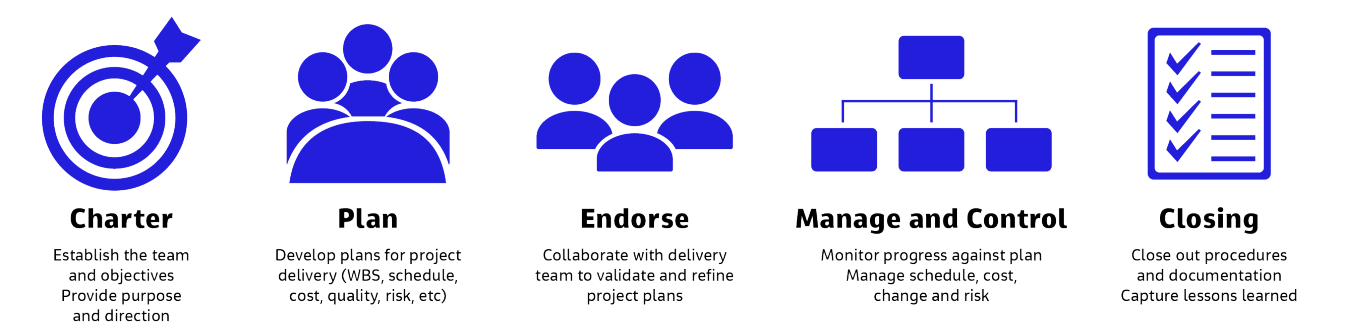 Charter
Establish the team
and objectives
Provide purpose
and direction
Plan
Develop plans for project
delivery (WBS, schedule,
cost, quality, risk, etc)
Endorse
Collaborate with delivery
team to validate and refine
project plans
Manage and Control
Monitor progress against plan
Manage schedule, cost,
change and risk
Closing
Close out procedures
and documentation
Capture lessons learned